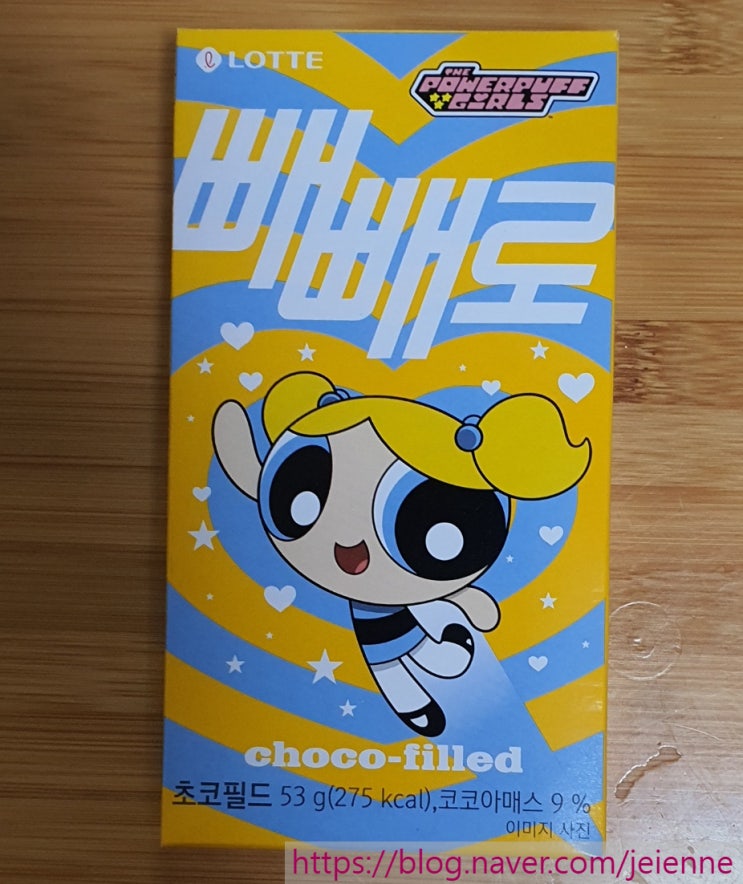 LOTTE
THE
POWERPUFF
GIRLS
™
빼빼로
choco-filled
초코필드 53 g(275 kcal),코코아매스 9 %
이미지 사진
https://blog.naver.com/jeienne